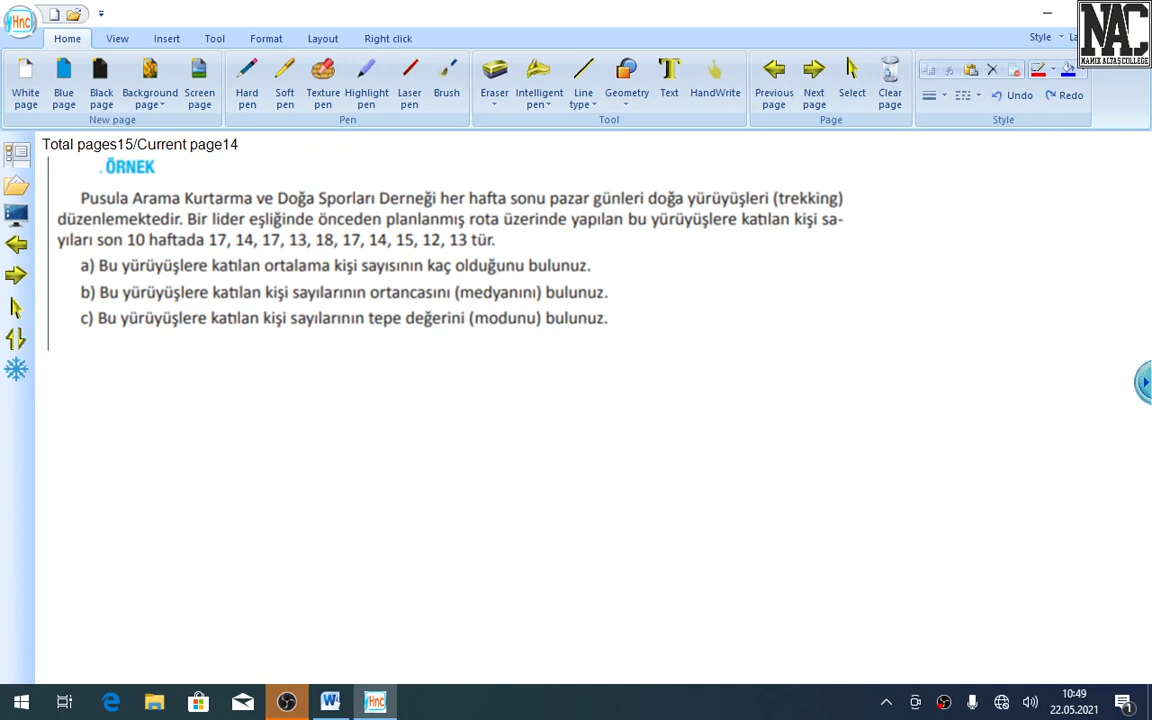 Hnc
NAC
KAMİK ALTAŞ COLLEGE
Home View Insert Tool Format Layout Right click Style
White page Blue page Black page Background page Screen page Hard pen Soft pen Texture pen Highlight pen Laser pen Brush Eraser Intelligent pen Line type Geometry Text HandWrite Previous page Next page Select Clear page Undo Redo
New page Pen Tool Page Style
Total pages15/Current page14
. ÖRNEK
Pusula Arama Kurtarma ve Doğa Sporları Derneği her hafta sonu pazar günleri doğa yürüyüşleri (trekking)
düzenlemektedir. Bir lider eşliğinde önceden planlanmış rota üzerinde yapılan bu yürüyüşlere katılan kişi sa-
yıları son 10 haftada 17, 14, 17, 13, 18, 17, 14, 15, 12, 13 tür.
a) Bu yürüyüşlere katılan ortalama kişi sayısının kaç olduğunu bulunuz.
b) Bu yürüyüşlere katılan kişi sayılarının ortancasını (medyanını) bulunuz.
c) Bu yürüyüşlere katılan kişi sayılarının tepe değerini (modunu) bulunuz.
Hnc
10:49
22.05.2021
1